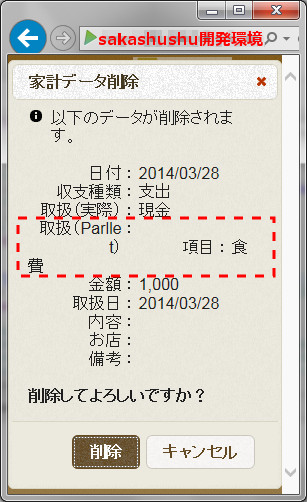 sakashushu開発環境
家計データ削除
以下のデータが削除されま
す。
日付：2014/03/28
収支種類：支出
取扱（実際）：現金
取扱（Parlle：
t） 項目：食
費
金額：1,000
取扱日：2014/03/28
内容：
お店：
備考：
削除してよろしいですか？
削除 キャンセル